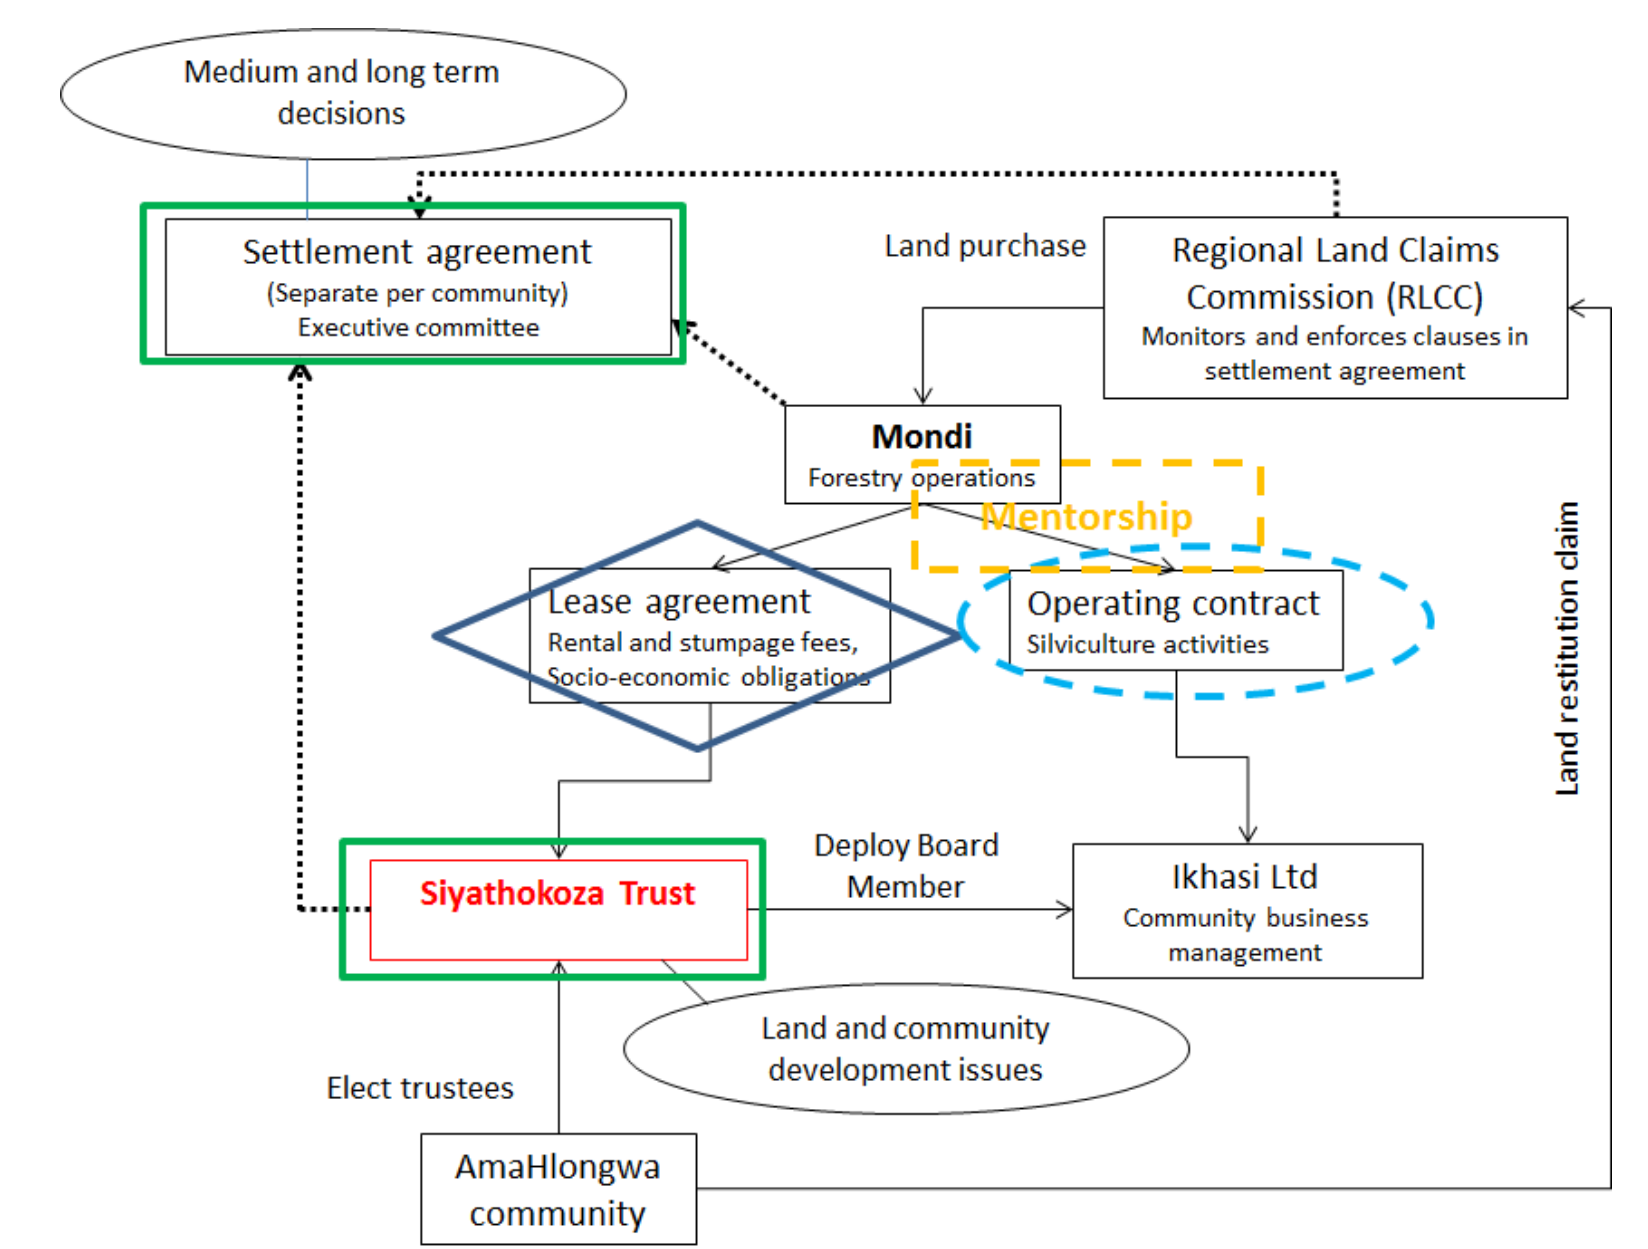 Medium and long term
decisions
Settlement agreement
(Separate per community)
Executive committee
Land purchase
Regional Land Claims
Commission (RLCC)
Monitors and enforces clauses in
settlement agreement
Mondi
Forestry operations
Mentorship
Lease agreement
Rental and stumpage fees,
Socio-economic obligations
Operating contract
Silviculture activities
Land restitution claim
Siyathokoza Trust
Deploy Board
Member
Ikhasi Ltd
Community business
management
Land and community
development issues
Elect trustees
AmaHlongwa
community